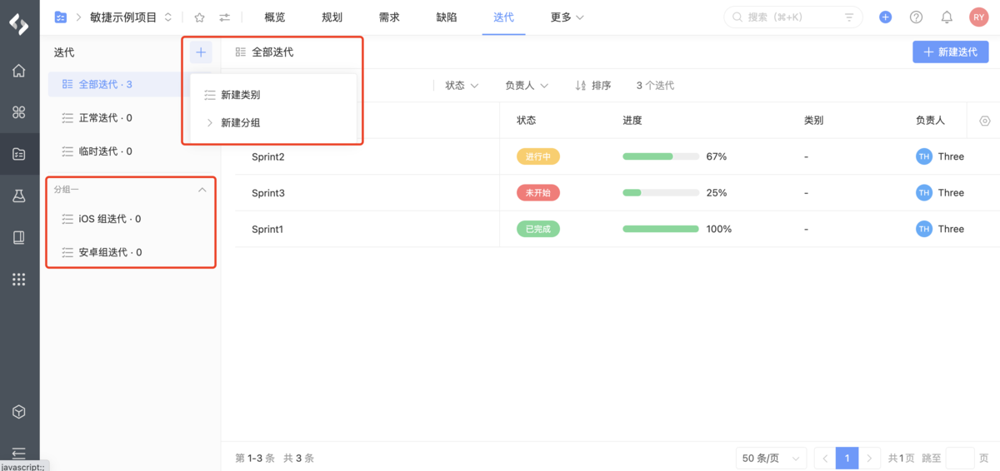 敏捷示例项目
概览
规划
需求
缺陷
迭代
更多
搜索（⌘+K）
RY
迭代
全部迭代
新建迭代
全部迭代 · 3
正常迭代 · 0
临时迭代 · 0
新建类别
新建分组
分组一
iOS 组迭代 · 0
安卓组迭代 · 0
状态
负责人
排序
3 个迭代
状态
进度
类别
负责人
Sprint2
进行中
67%
-
TH
Three
Sprint3
未开始
25%
-
TH
Three
Sprint1
已完成
100%
-
TH
Three
第 1-3 条
共 3 条
50 条/页
1
共1页
跳至
页
javascript:;